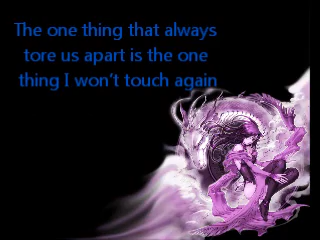 The one thing that always
tore us apart is the one
thing I won't touch again